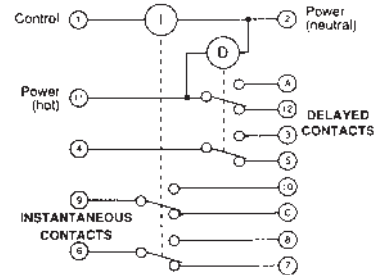 Control 1 I 2 Power
(neutral)
D
A
Power
(hot) 11 12
DELAYED
CONTACTS
3
4
5
10
9 C
INSTANTANEOUS
CONTACTS
8
6
7